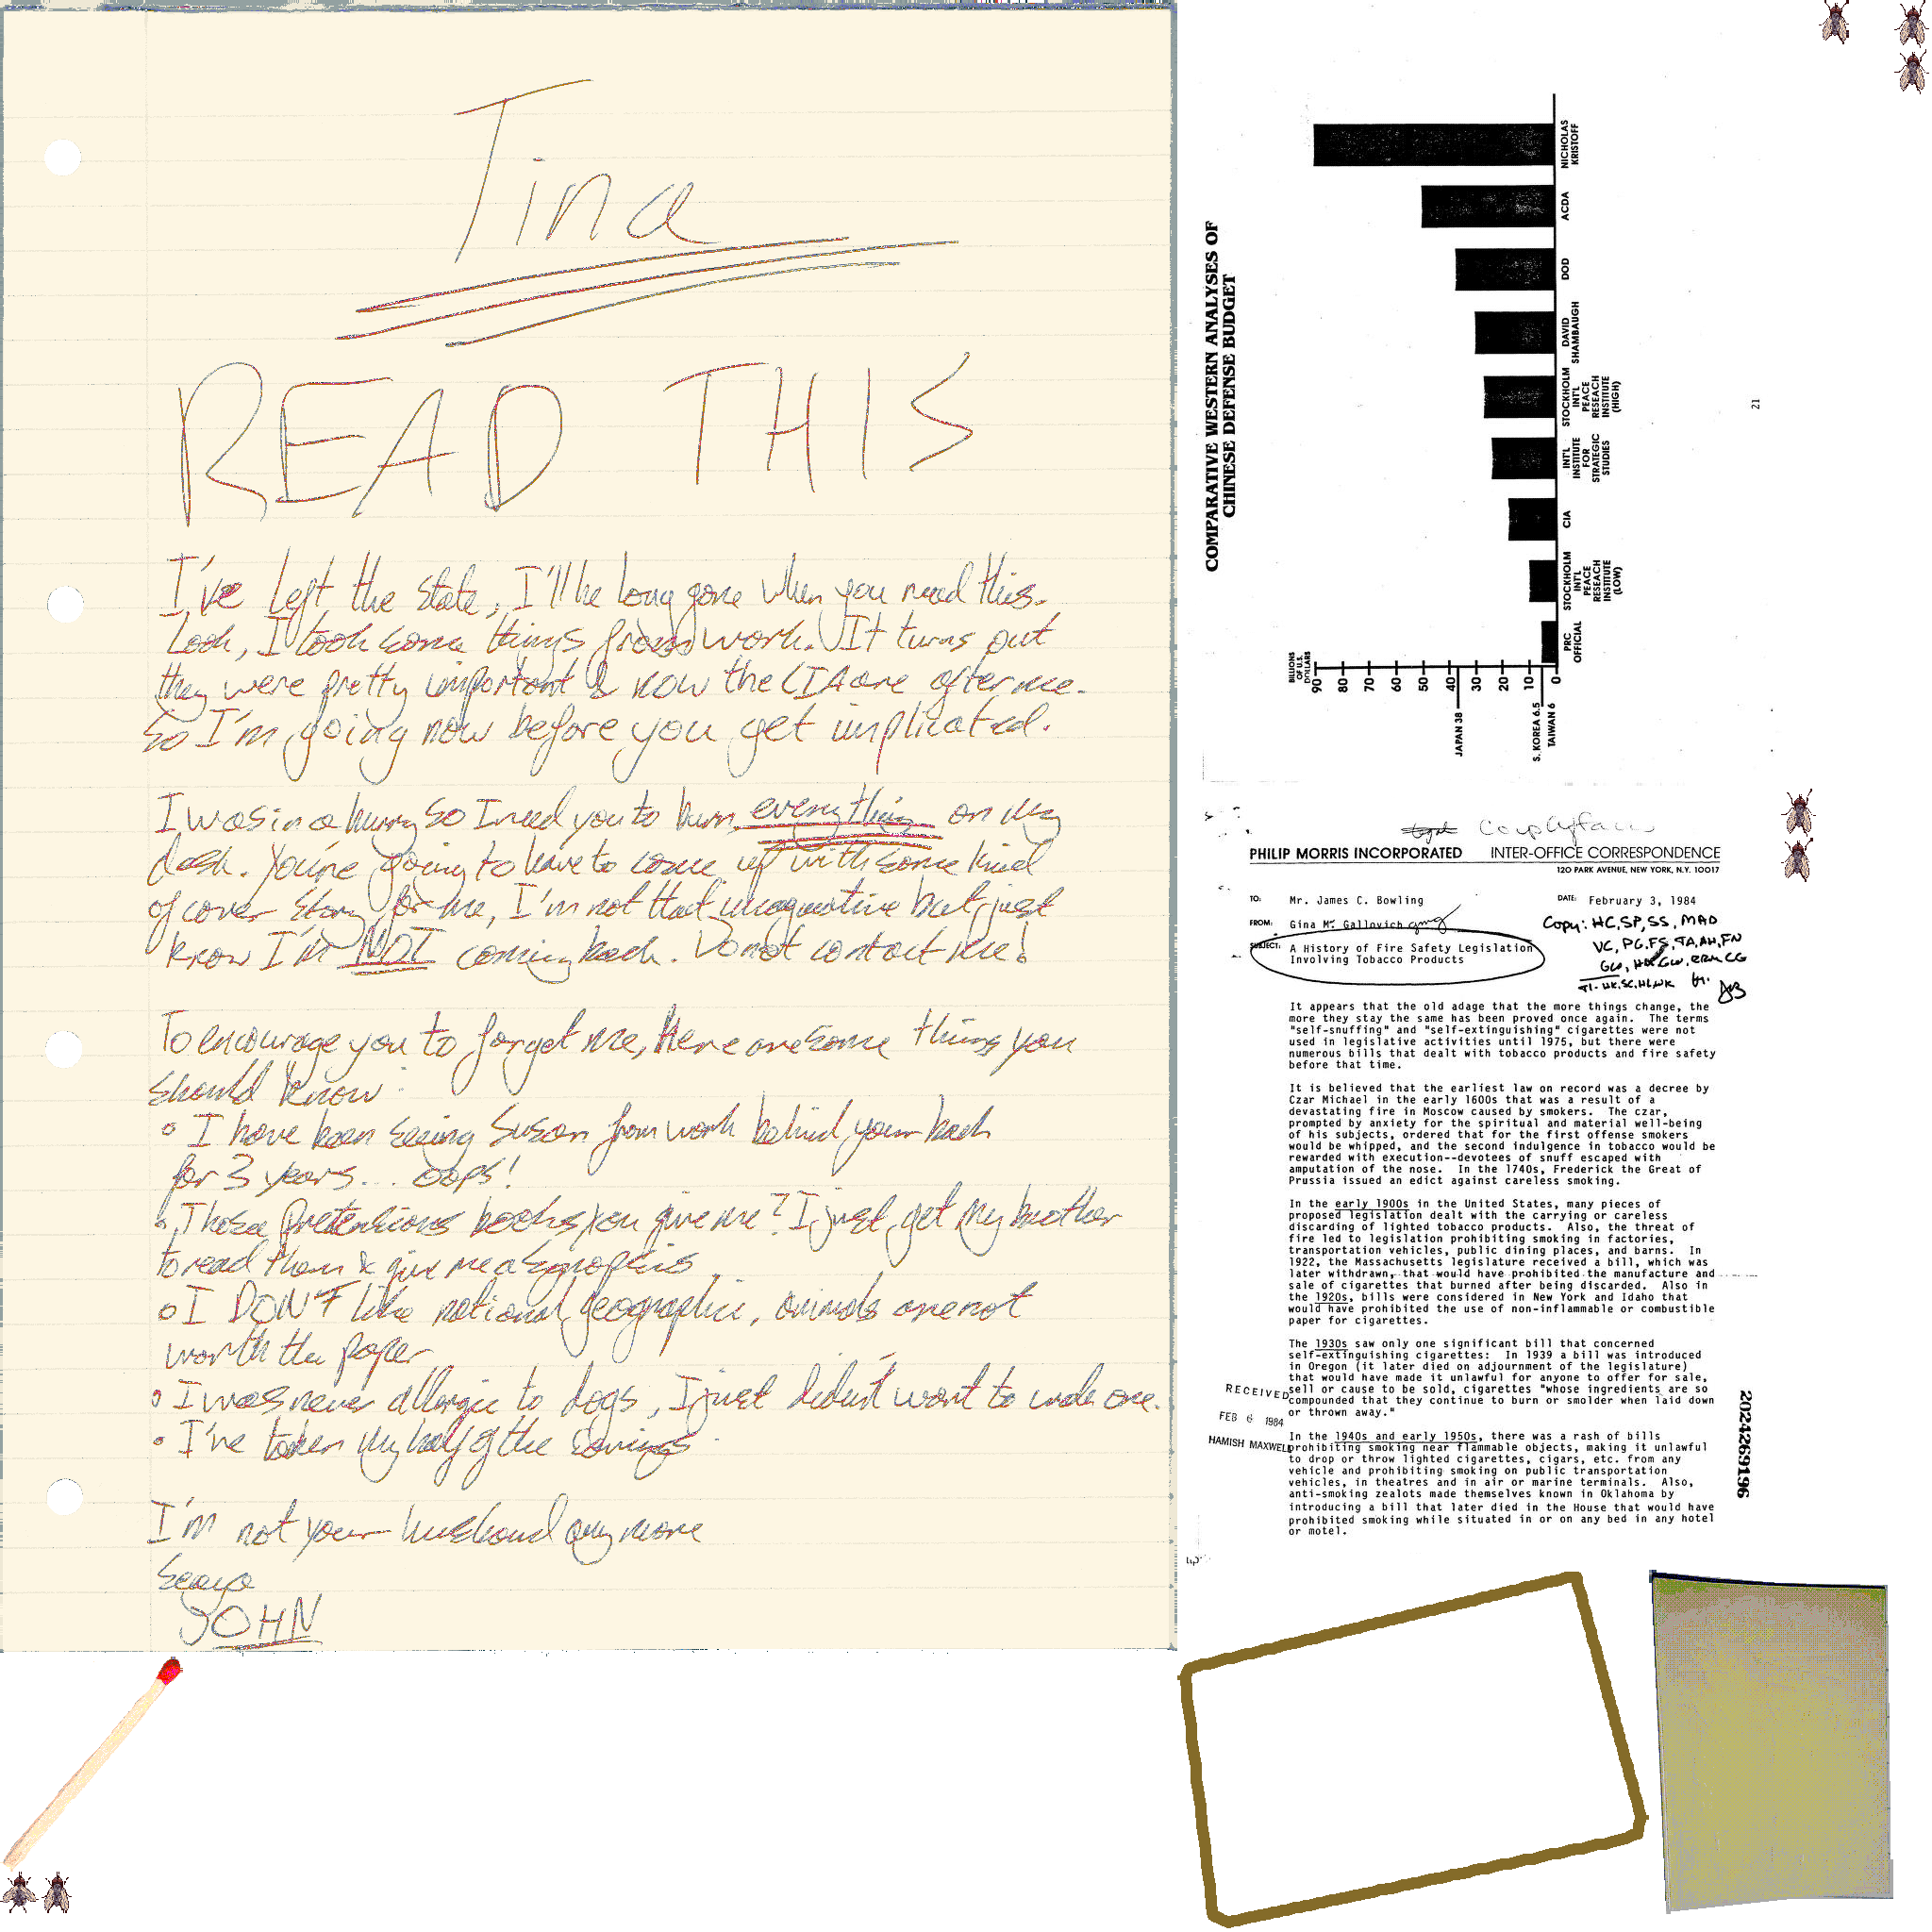 Tina
READ THIS
I've left the state, I'll be long gone when you read this.
Look, I took some things from work. It turns out
they were pretty important & now the CIA are after me.
So I'm going now before you get implicated.
I was in a hurry so I need you to burn everything on my
desk. You're going to have to come up with some kind
of cover story for me, I'm not that imaginative but just
know I'm NOT coming back. Do not contact me!
To encourage you to forget me, here are some things you
should know:
• I have been seeing Susan from work behind your back
for 3 years... oops!
• Those pretensious books you give me? I just get my brother
to read them & give me a synopsis
• I DON'T like national geographic, animals are not
worth the paper
• I was never allergic to dogs, I just didn't want to walk one.
• I've taken my half of the savings
I'm not your husband anymore
JOHN
COMPARATIVE WESTERN ANALYSES OF
CHINESE DEFENSE BUDGET
BILLIONS
OF U.S.
DOLLARS
90
80
70
60
50
40
30
20
10
0
JAPAN 38
S. KOREA 6.5
TAIWAN 6
PRC
OFFICIAL
STOCKHOLM
INT'L
PEACE
RESEARCH
INSTITUTE
(LOW)
CIA
INT'L
INSTITUTE
FOR
STRATEGIC
STUDIES
STOCKHOLM
INT'L
PEACE
RESEACH
INSTITUTE
(HIGH)
DAVID
SHAMBAUGH
DOD
ACDA
NICHOLAS
KRISTOFF
21
PHILIP MORRIS INCORPORATED INTER-OFFICE CORRESPONDENCE
120 PARK AVENUE, NEW YORK, N.Y. 10017
TO: Mr. James C. Bowling DATE: February 3, 1984
FROM: Gina M. Gallovich gmg
SUBJECT: A History of Fire Safety Legislation
Involving Tobacco Products
Copy: HC, SP, SS, MAD
VC, PG, FS, TA, AH, FN
It appears that the old adage that the more things change, the
more they stay the same has been proved once again. The terms
"self-snuffing" and "self-extinguishing" cigarettes were not
used in legislative activities until 1975, but there were
numerous bills that dealt with tobacco products and fire safety
before that time.
It is believed that the earliest law on record was a decree by
Czar Michael in the early 1600s that was a result of a
devastating fire in Moscow caused by smokers. The czar,
prompted by anxiety for the spiritual and material well-being
of his subjects, ordered that for the first offense smokers
would be whipped, and the second indulgence in tobacco would be
rewarded with execution--devotees of snuff escaped with
amputation of the nose. In the 1740s, Frederick the Great of
Prussia issued an edict against careless smoking.
In the early 1900s in the United States, many pieces of
proposed legislation dealt with the carrying or careless
discarding of lighted tobacco products. Also, the threat of
fire led to legislation prohibiting smoking in factories,
transportation vehicles, public dining places, and barns. In
1922, the Massachusetts legislature received a bill, which was
later withdrawn, that would have prohibited the manufacture and
sale of cigarettes that burned after being discarded. Also in
the 1920s, bills were considered in New York and Idaho that
would have prohibited the use of non-inflammable or combustible
paper for cigarettes.
The 1930s saw only one significant bill that concerned
self-extinguishing cigarettes: In 1939 a bill was introduced
in Oregon (it later died on adjournment of the legislature)
that would have made it unlawful for anyone to offer for sale,
sell or cause to be sold, cigarettes "whose ingredients are so
compounded that they continue to burn or smolder when laid down
or thrown away."
In the 1940s and early 1950s, there was a rash of bills
prohibiting smoking near flammable objects, making it unlawful
to drop or throw lighted cigarettes, cigars, etc. from any
vehicle and prohibiting smoking on public transportation
vehicles, in theatres and in air or marine terminals. Also,
anti-smoking zealots made themselves known in Oklahoma by
introducing a bill that later died in the House that would have
prohibited smoking while situated in or on any bed in any hotel
or motel.
RECEIVED
FEB 6 1984
HAMISH MAXWELL
2024269196